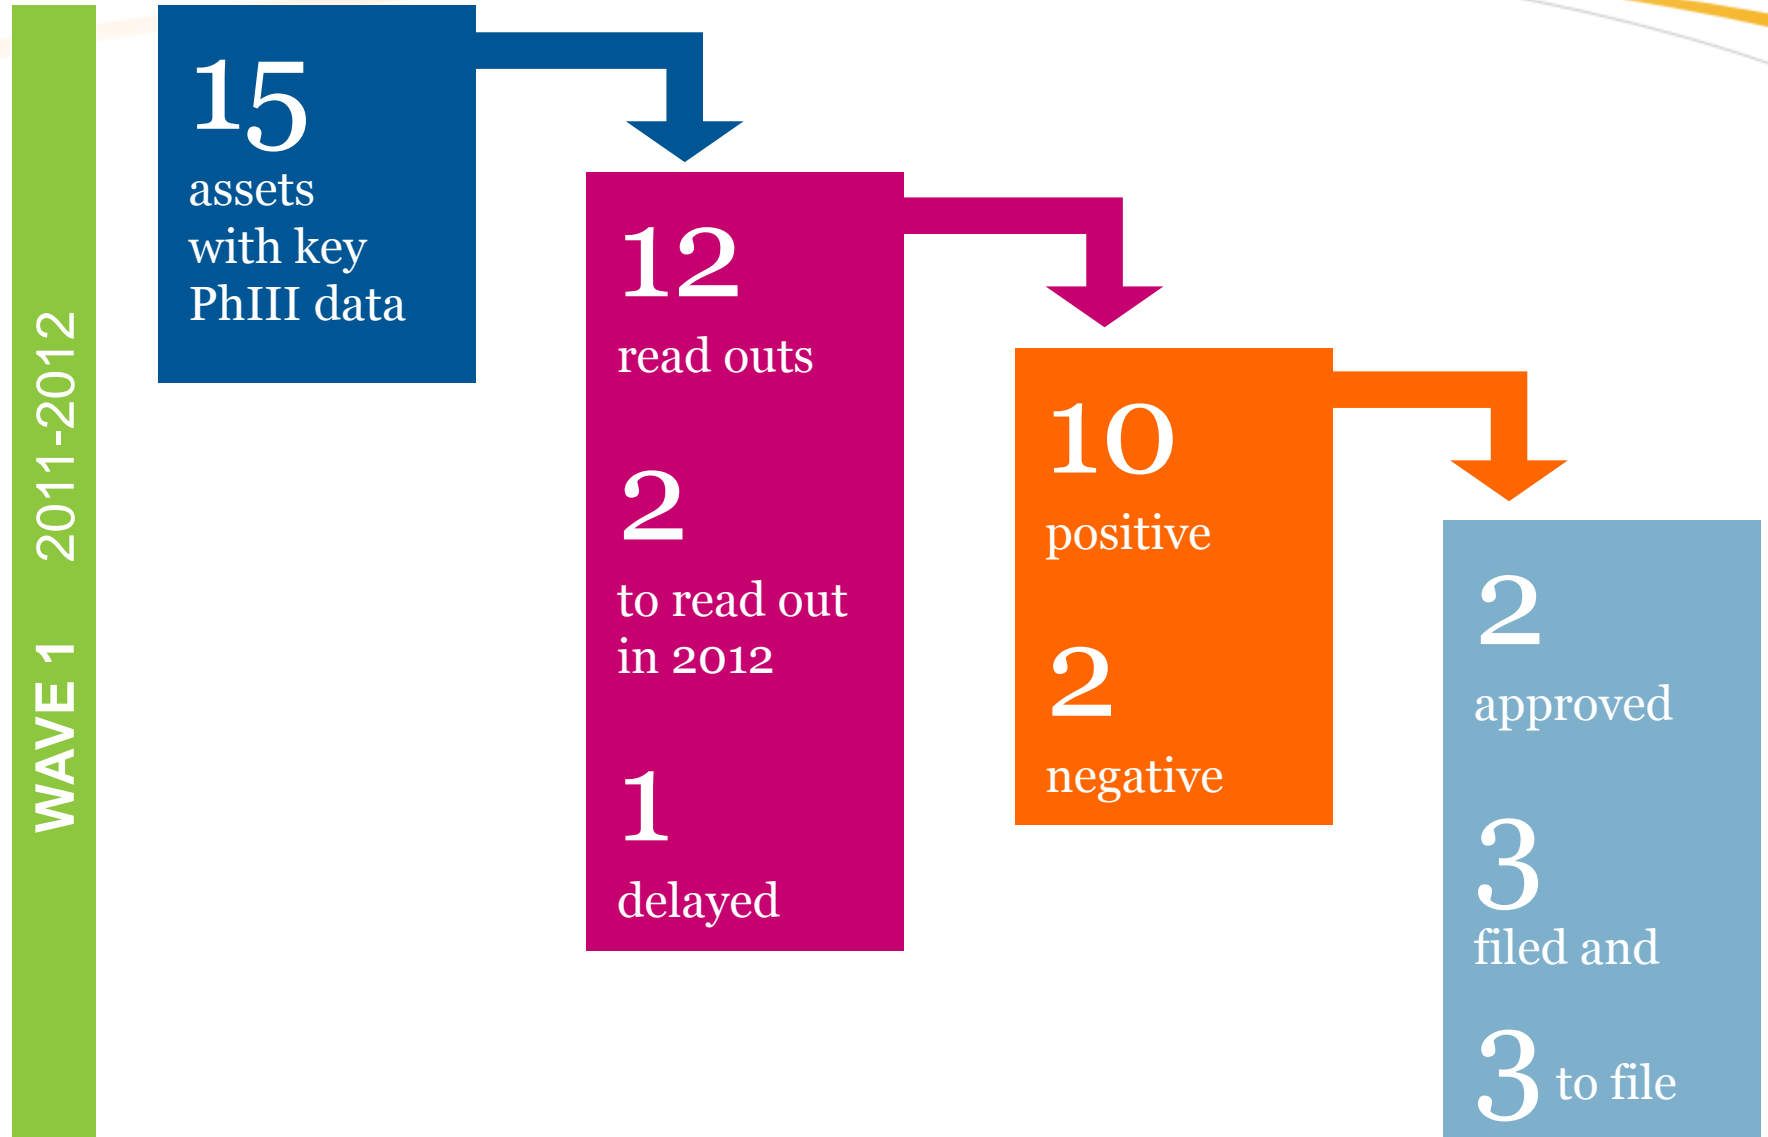 WAVE 1 2011-2012
15
assets
with key
PhIII data
12
read outs
2
to read out
in 2012
1
delayed
10
positive
2
negative
2
approved
3
filed and
3 to file